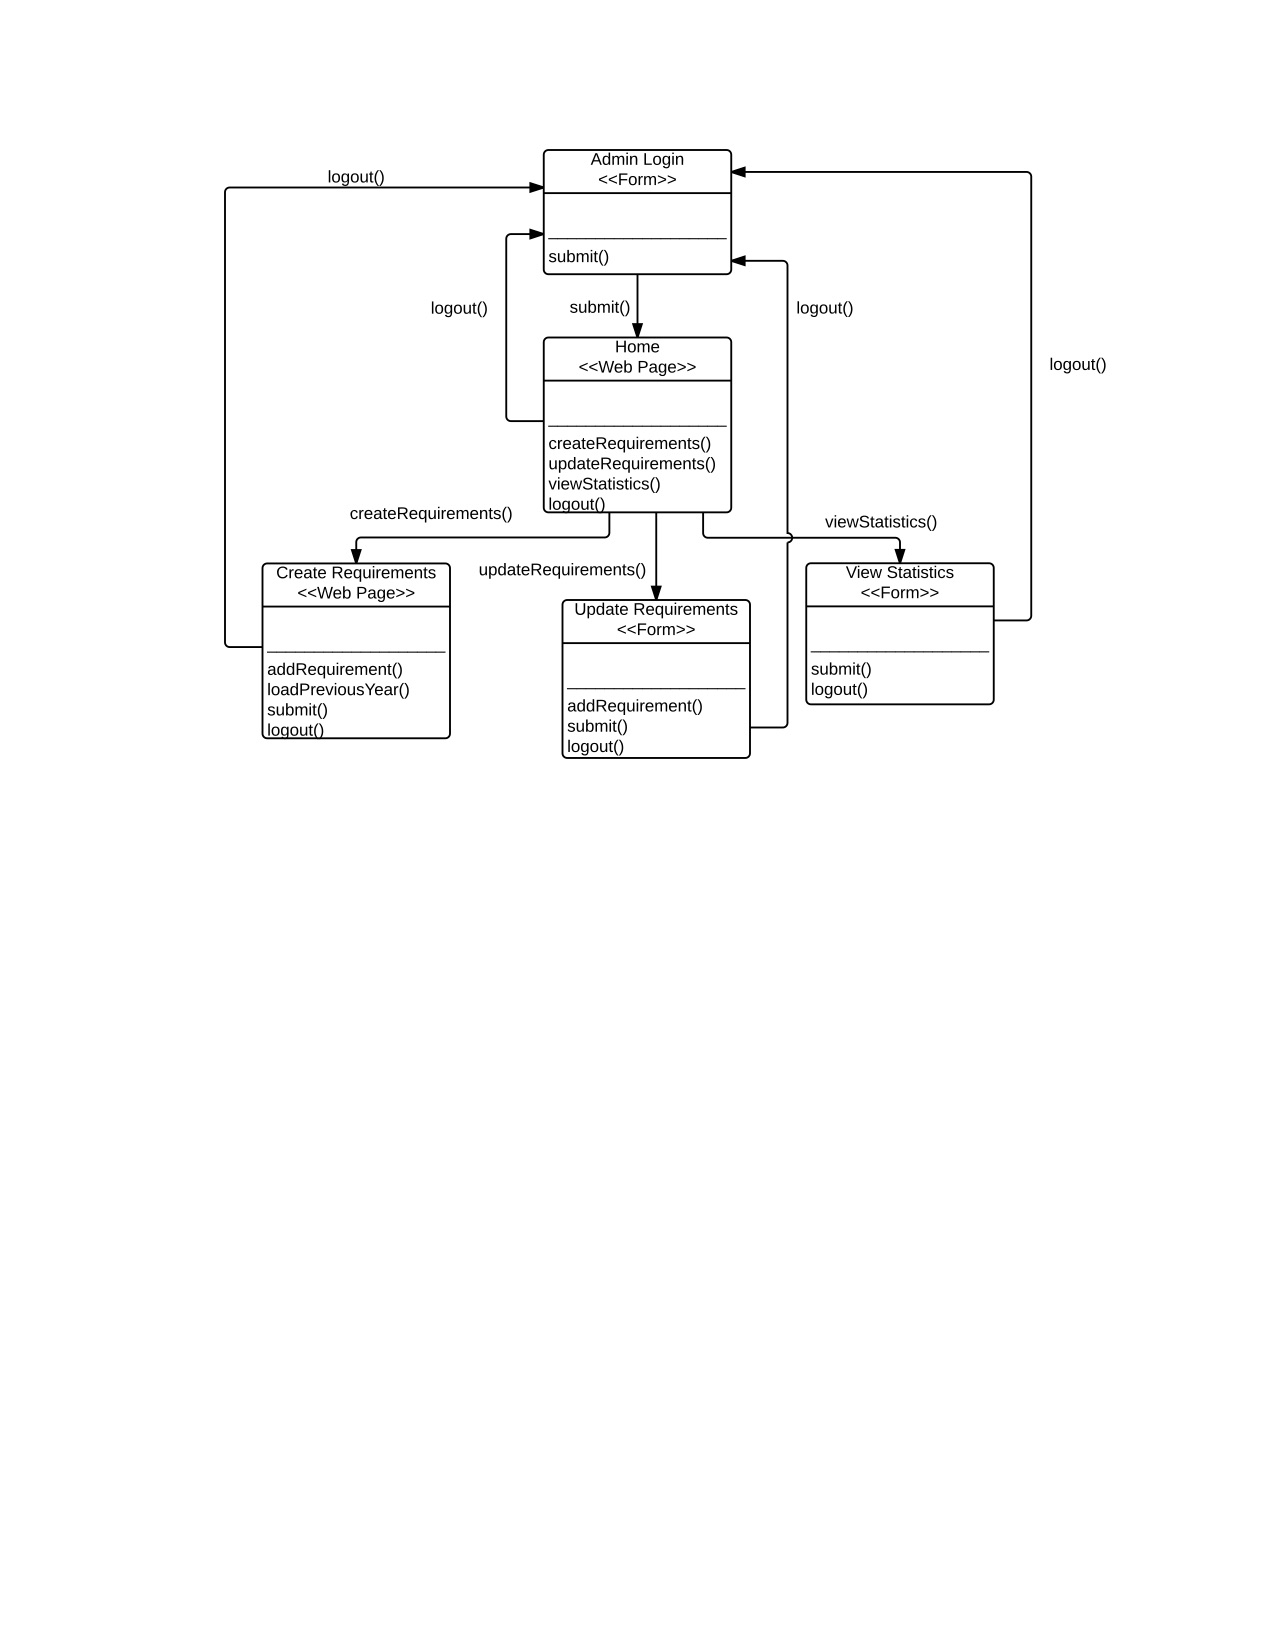 Admin Login
<<Form>>
submit()
logout()
logout()
submit()
logout()
logout()
Home
<<Web Page>>
createRequirements()
updateRequirements()
viewStatistics()
logout()
createRequirements()
updateRequirements()
viewStatistics()
Create Requirements
<<Web Page>>
addRequirement()
loadPreviousYear()
submit()
logout()
Update Requirements
<<Form>>
addRequirement()
submit()
logout()
View Statistics
<<Form>>
submit()
logout()